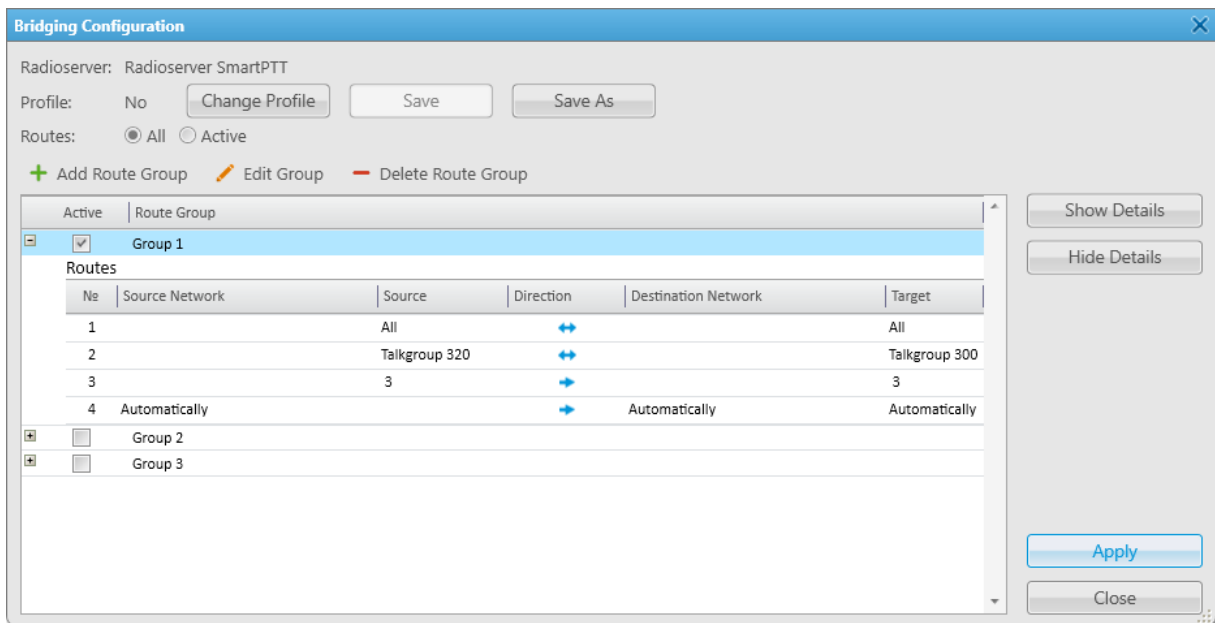 Bridging Configuration
Radioserver: Radioserver SmartPTT
Profile: No Change Profile Save Save As
Routes: All Active
Add Route Group Edit Group Delete Route Group
Active Route Group Show Details
Group 1
Hide Details
Routes
№ Source Network Source Direction Destination Network Target
1 All All
2 Talkgroup 320 Talkgroup 300
3 3 3
4 Automatically Automatically Automatically
Group 2
Group 3
Apply
Close